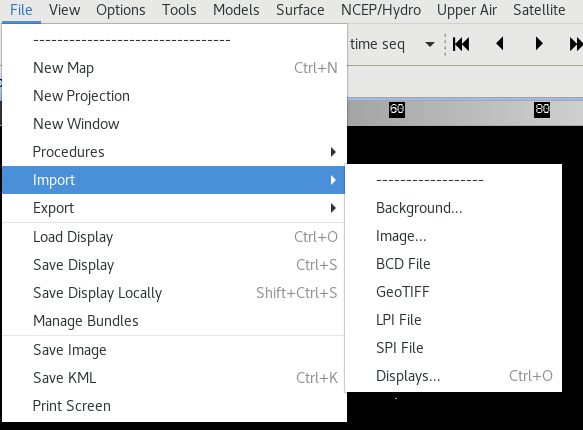 File View Options Tools Models Surface NCEP/Hydro Upper Air Satellite
---------------------------------
time seq
New Map Ctrl+N
New Projection
60 80
New Window
Procedures
Import
------------------
Export
Background...
Load Display Ctrl+O
Image...
Save Display Ctrl+S
BCD File
Save Display Locally Shift+Ctrl+S
GeoTIFF
Manage Bundles
LPI File
Save Image
SPI File
Save KML Ctrl+K
Displays... Ctrl+O
Print Screen